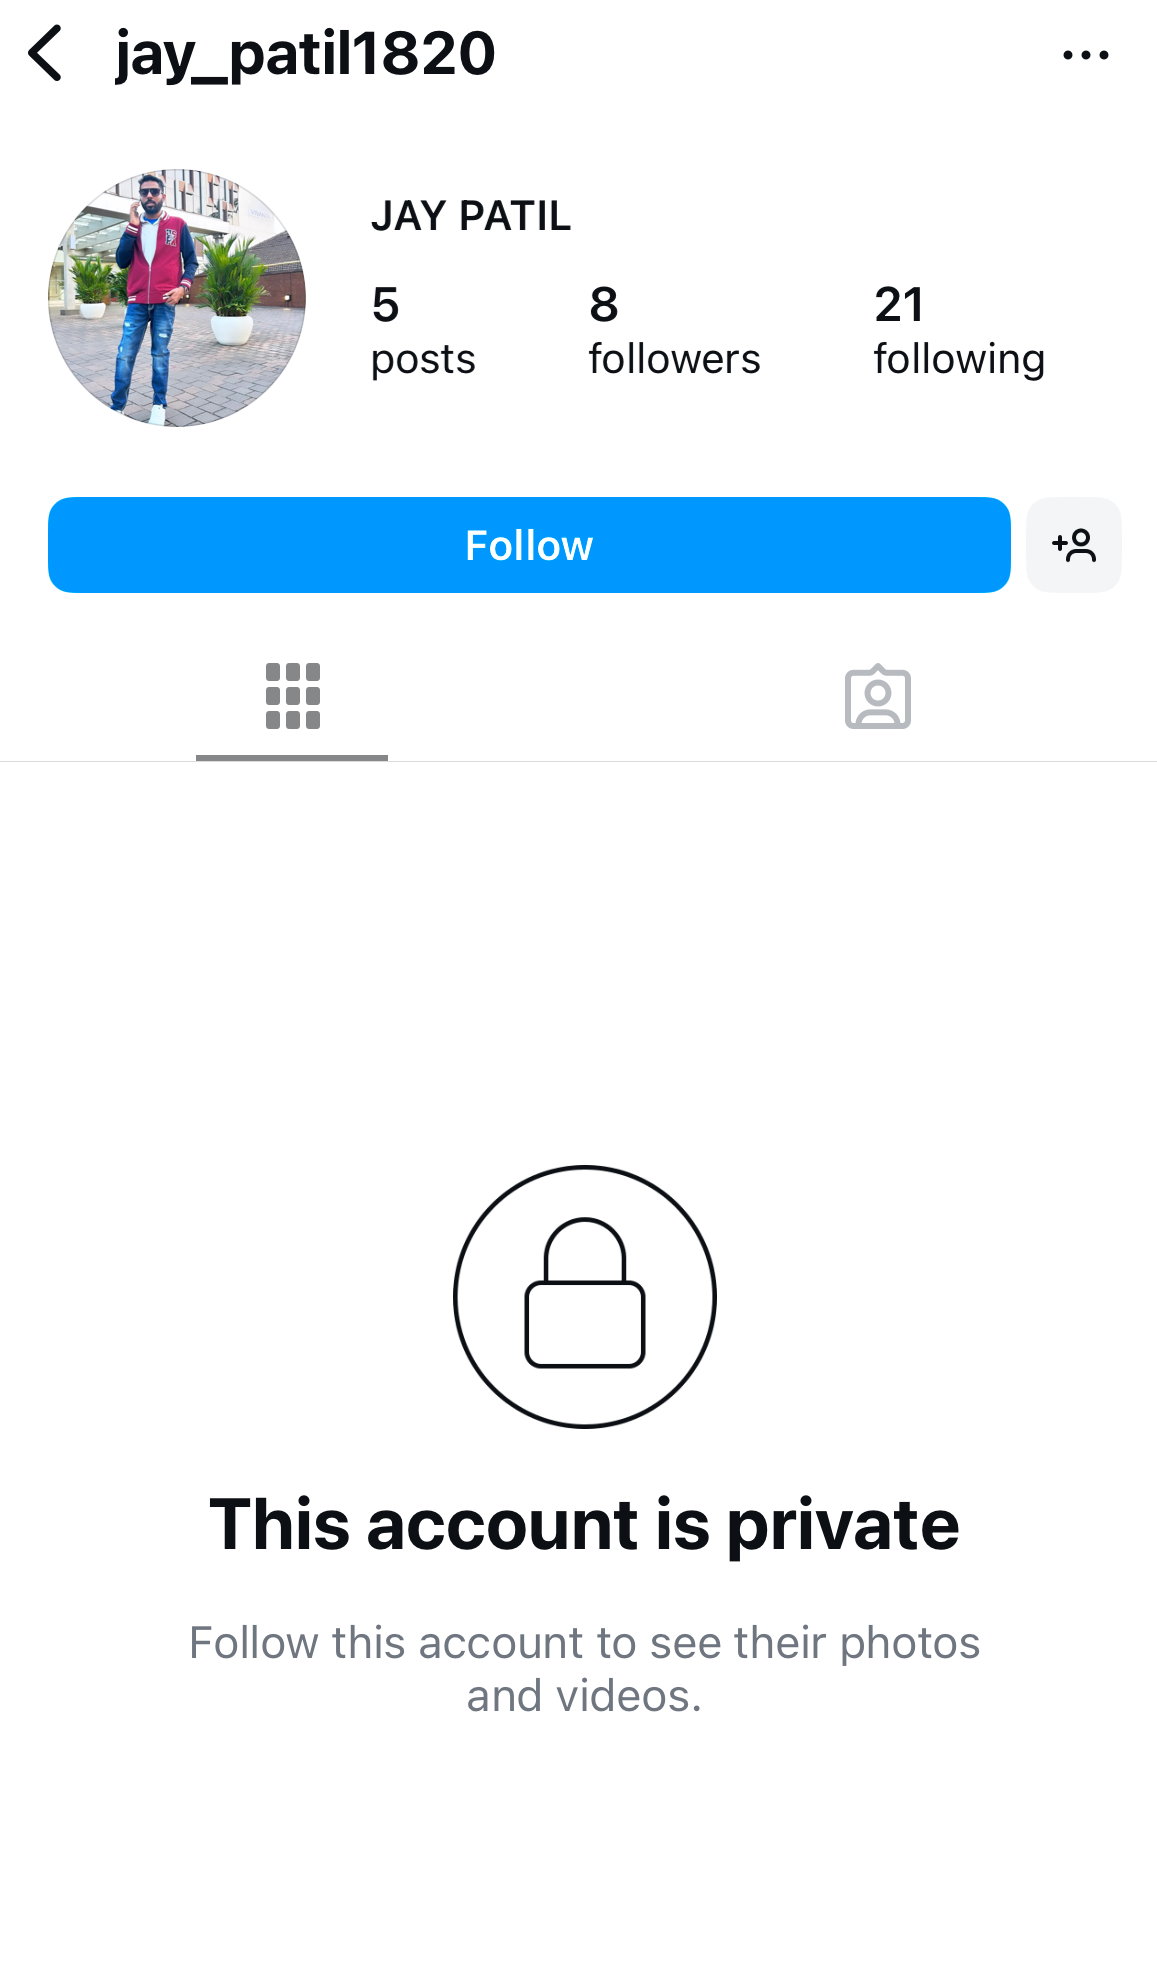 jay_patil1820
JAY PATIL
5
posts
8
followers
21
following
Follow
This account is private
Follow this account to see their photos
and videos.